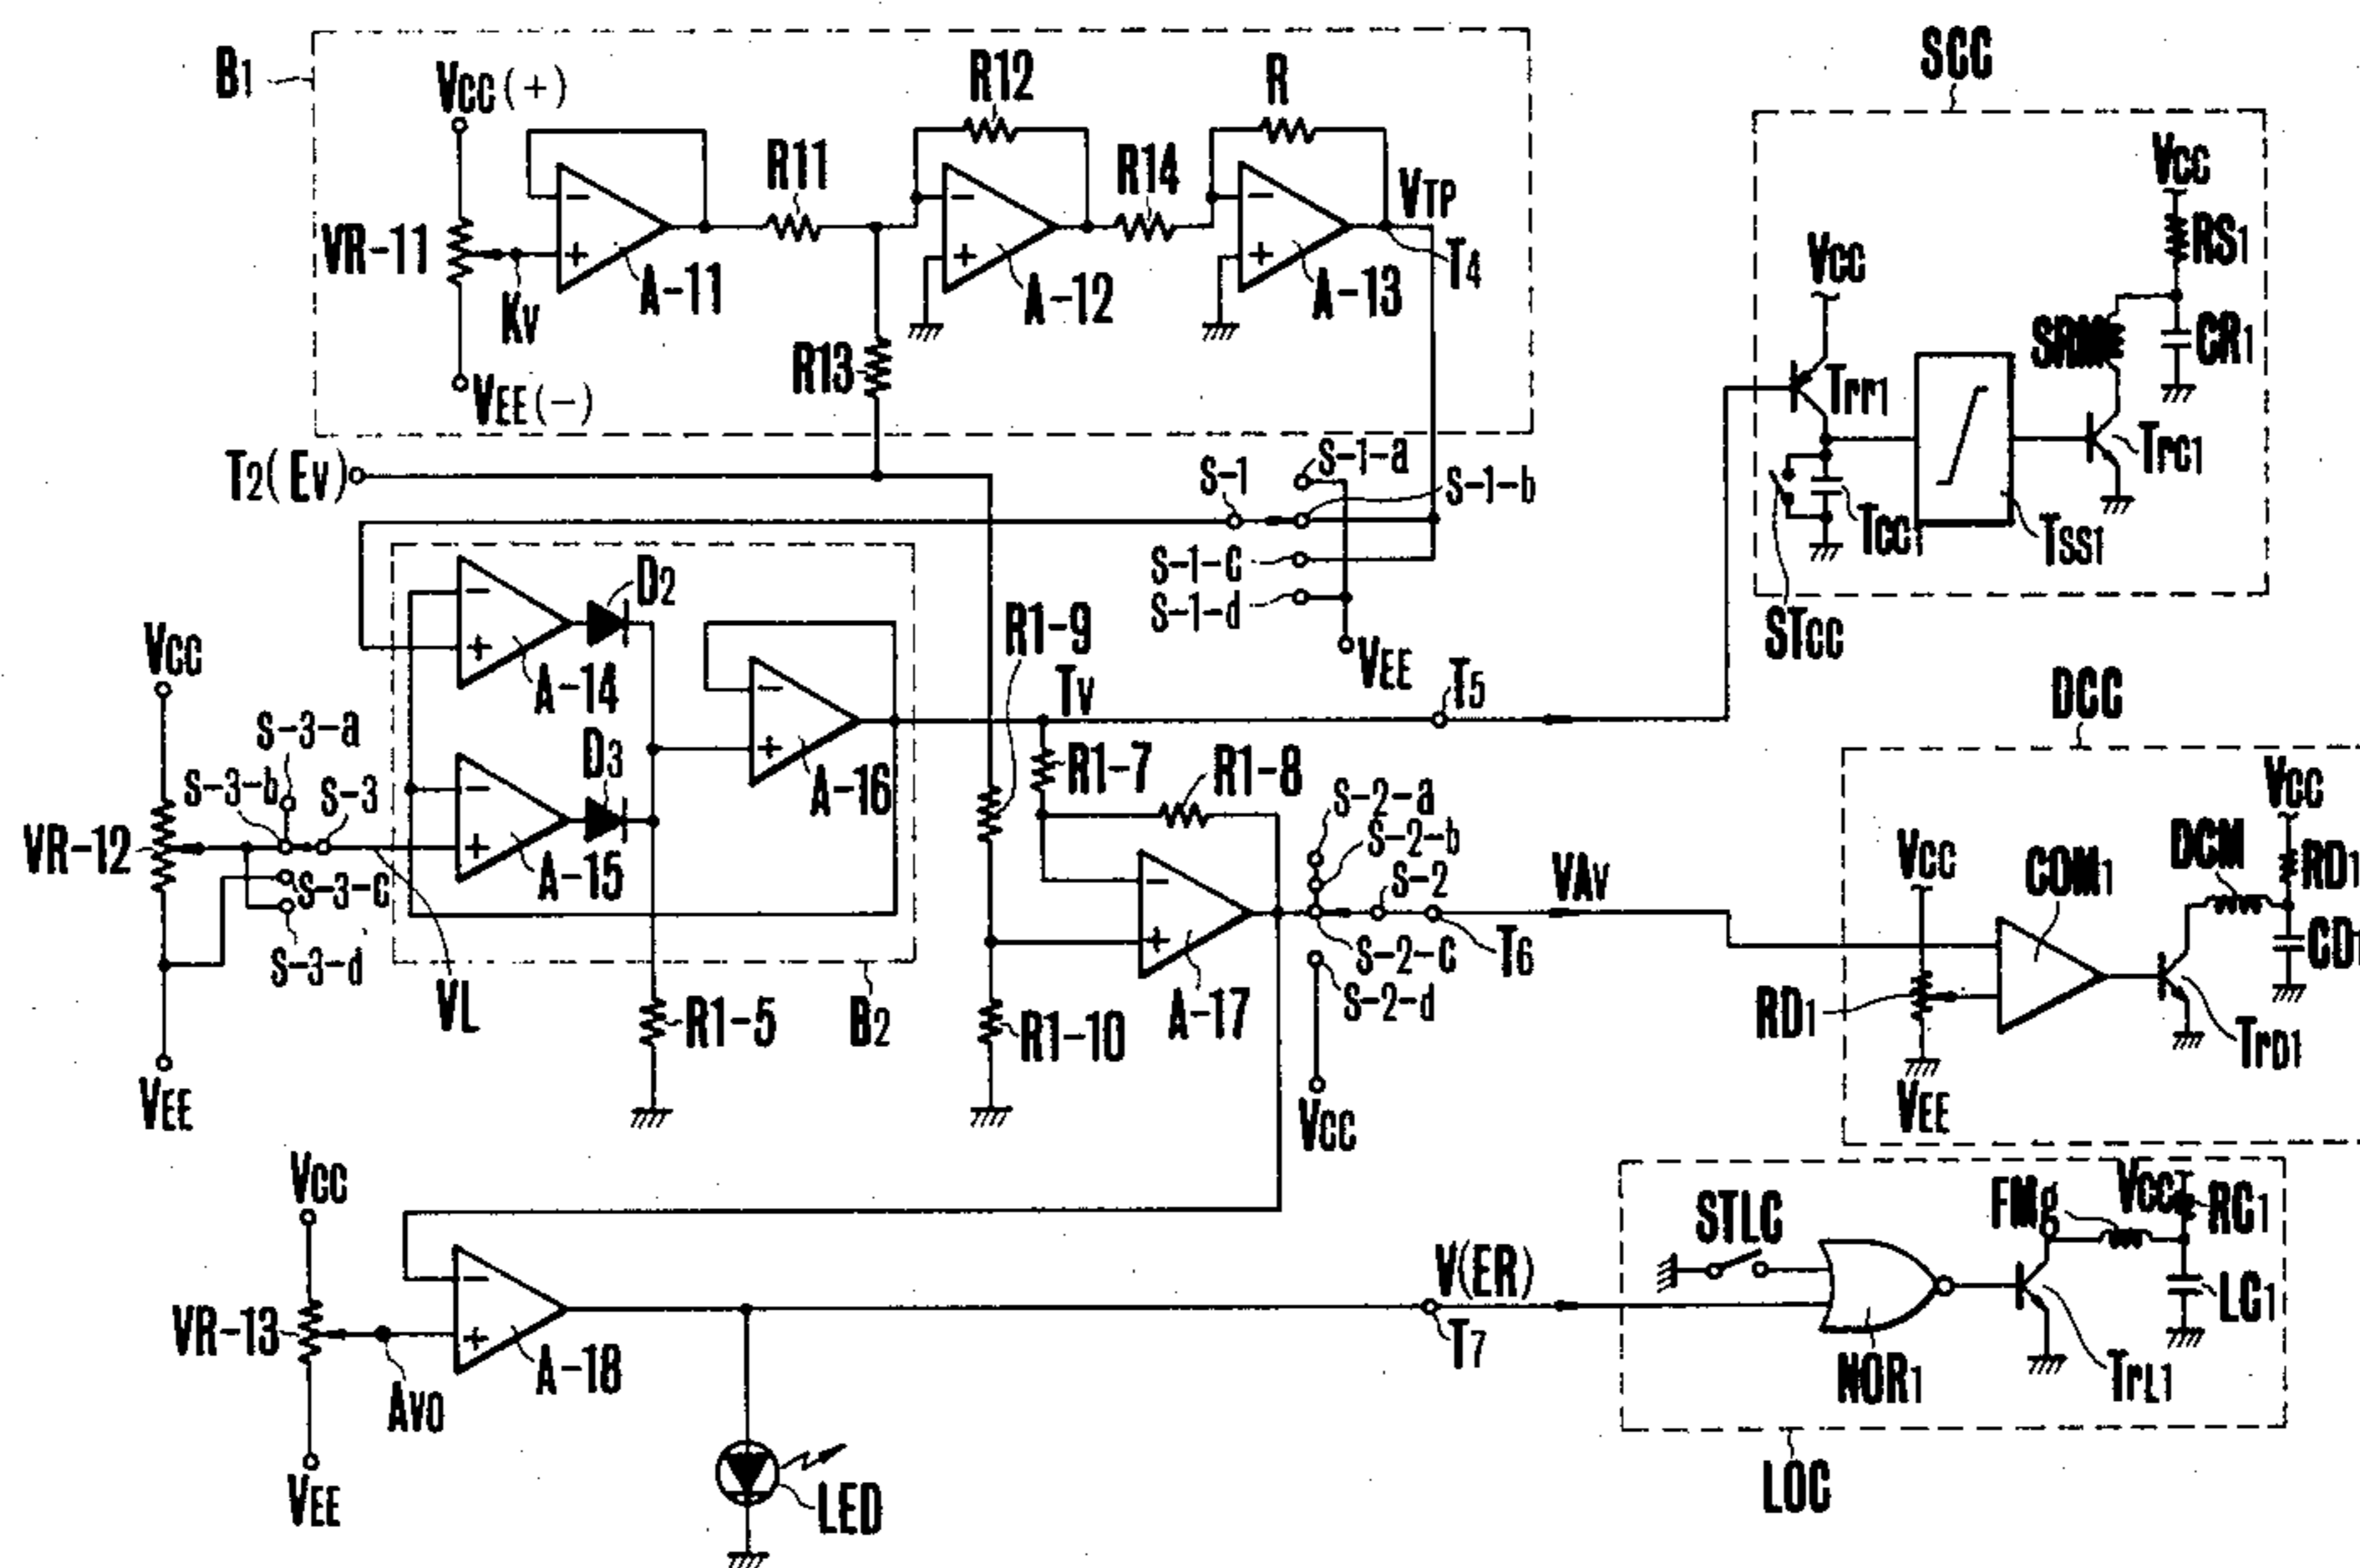 B1
VCC (+)
R12
R
SCC
R11
R14
VTP
VCC
RS1
VR-11
KV
A-11
A-12
A-13
T4
VCC
CR1
R13
VEE (-)
Trr1
TrC1
T2(EV)
S-1
S-1-a
S-1-b
S-1-c
S-1-d
TCC1
TSS1
STCC
VEE
D2
A-14
R1-9
TV
T5
DCC
VCC
S-3-a
S-3-b
S-3
D3
A-16
R1-7
R1-8
S-2-a
S-2-b
S-2
VAV
VCC
COM1
DCM
VCC
RD1
VR-12
S-3-c
A-15
S-3-d
VL
R1-5
B2
R1-10
A-17
S-2-c
T6
S-2-d
RD1
CD1
TrD1
VEE
VEE
VCC
VCC
STLC
FMg
VCC
RC1
V(ER)
VR-13
AVO
A-18
T7
NOR1
TrL1
LC1
VEE
LED
LOC